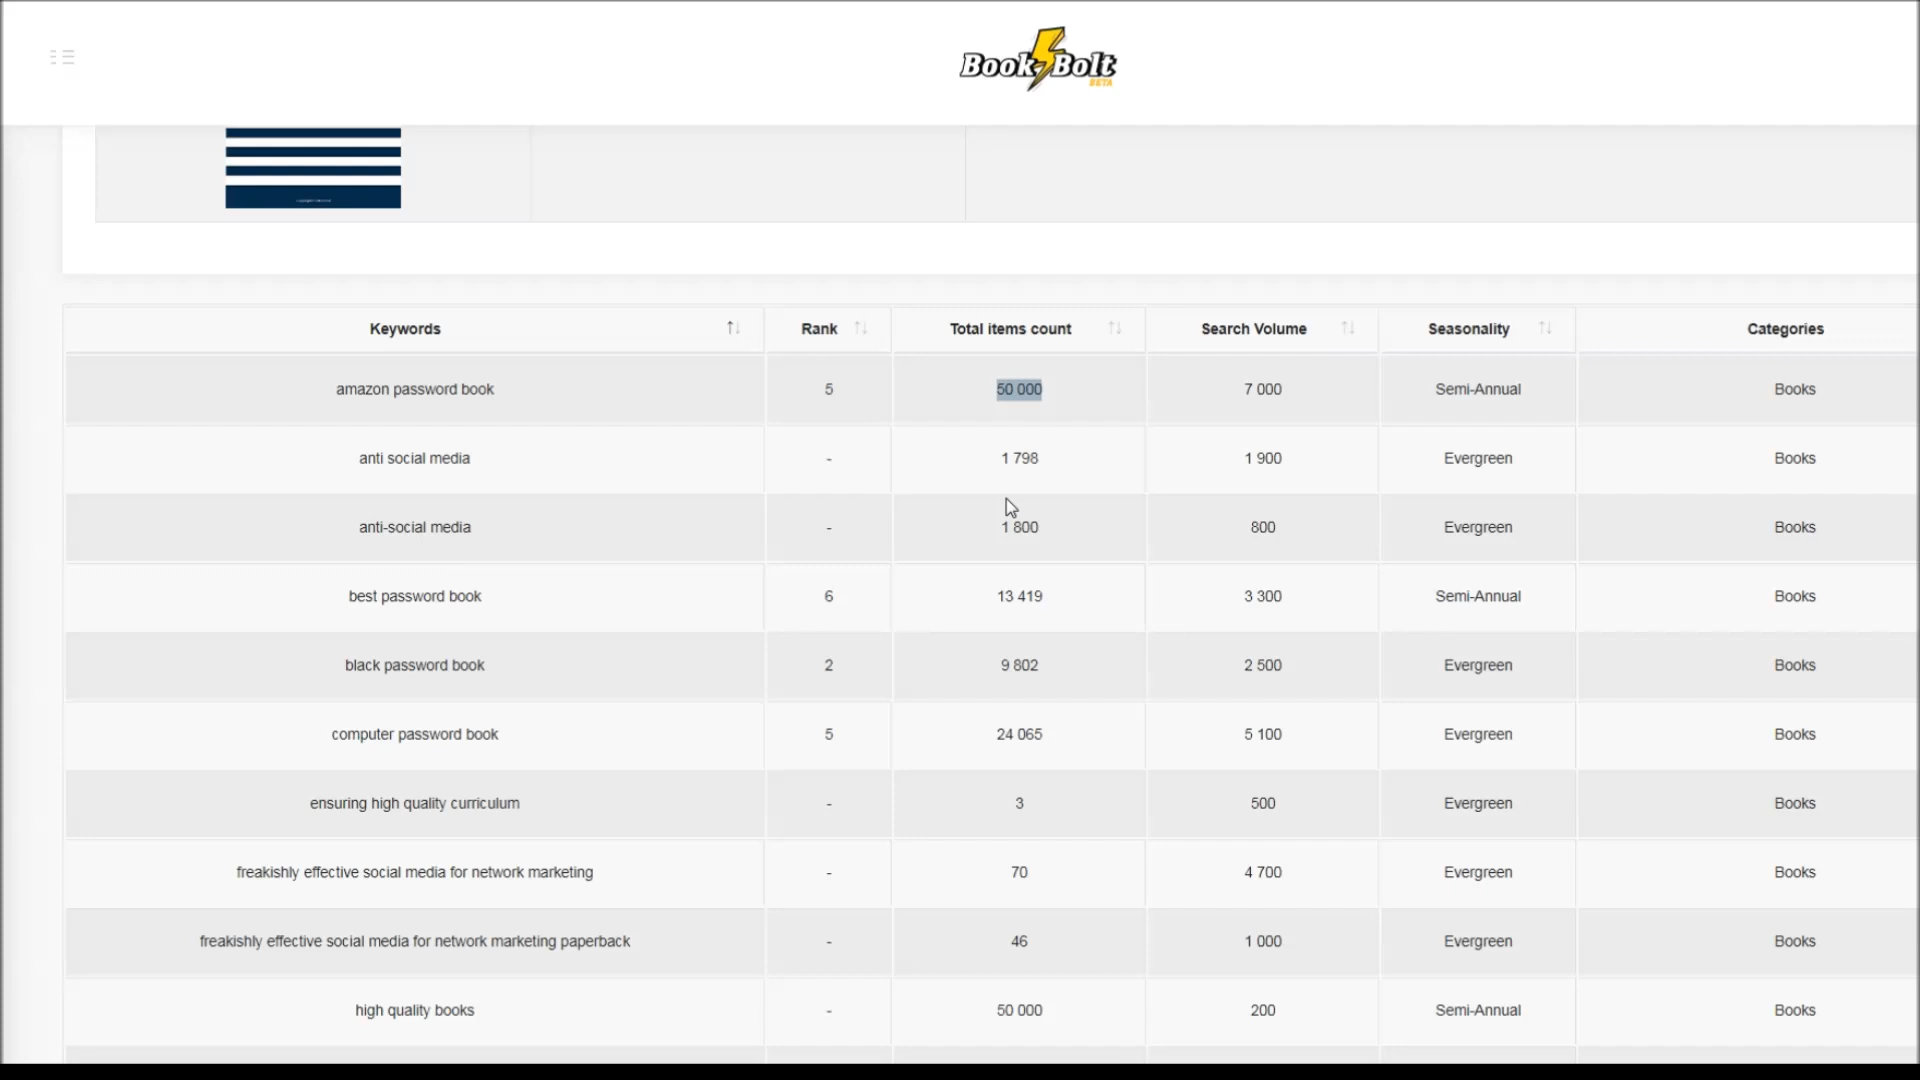 Book Bolt
BETA
Keywords Rank Total items count Search Volume Seasonality Categories
amazon password book 5 50 000 7 000 Semi-Annual Books
anti social media - 1 798 1 900 Evergreen Books
anti-social media - 1 800 800 Evergreen Books
best password book 6 13 419 3 300 Semi-Annual Books
black password book 2 9 802 2 500 Evergreen Books
computer password book 5 24 065 5 100 Evergreen Books
ensuring high quality curriculum - 3 500 Evergreen Books
freakishly effective social media for network marketing - 70 4 700 Evergreen Books
freakishly effective social media for network marketing paperback - 46 1 000 Evergreen Books
high quality books - 50 000 200 Semi-Annual Books